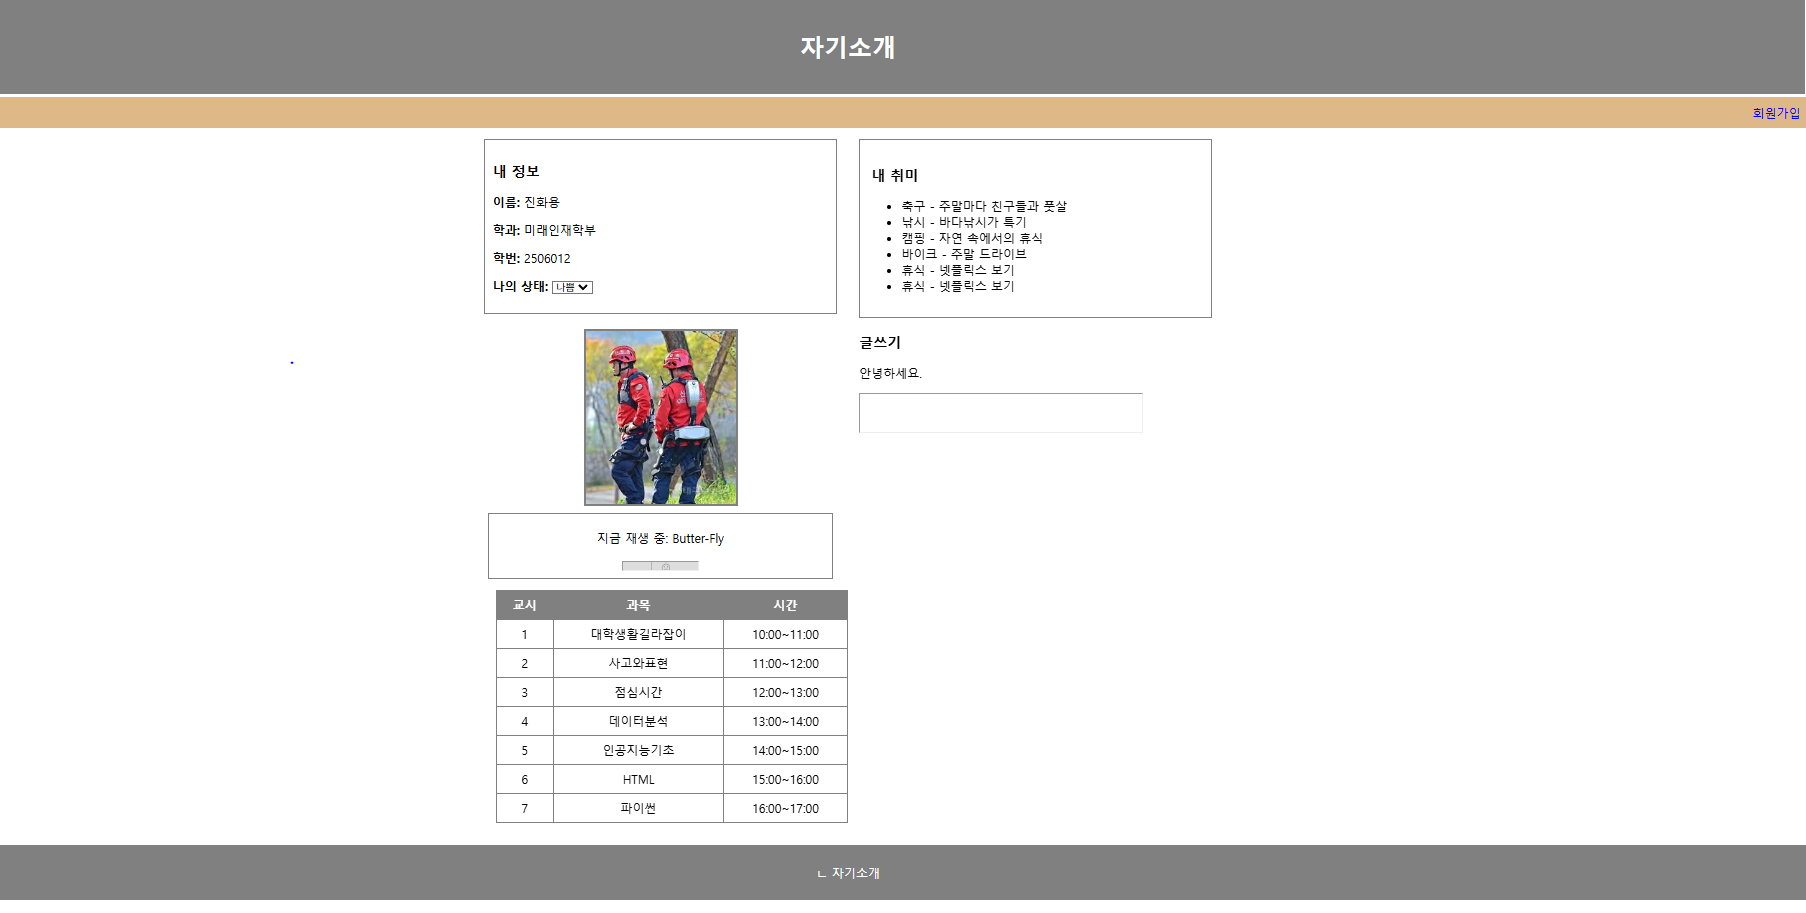 자기소개
회원가입
내 정보
이름: 진화용
학과: 미래인재학부
학번: 2506012
나의 상태: 나쁨
지금 재생 중: Butter-Fly
교시 과목 시간
1 대학생활길라잡이 10:00~11:00
2 사고와표현 11:00~12:00
3 점심시간 12:00~13:00
4 데이터분석 13:00~14:00
5 인공지능기초 14:00~15:00
6 HTML 15:00~16:00
7 파이썬 16:00~17:00
내 취미
축구 - 주말마다 친구들과 풋살
낚시 - 바다낚시가 특기
캠핑 - 자연 속에서의 휴식
바이크 - 주말 드라이브
휴식 - 넷플릭스 보기
휴식 - 넷플릭스 보기
글쓰기
안녕하세요.
ㄴ 자기소개